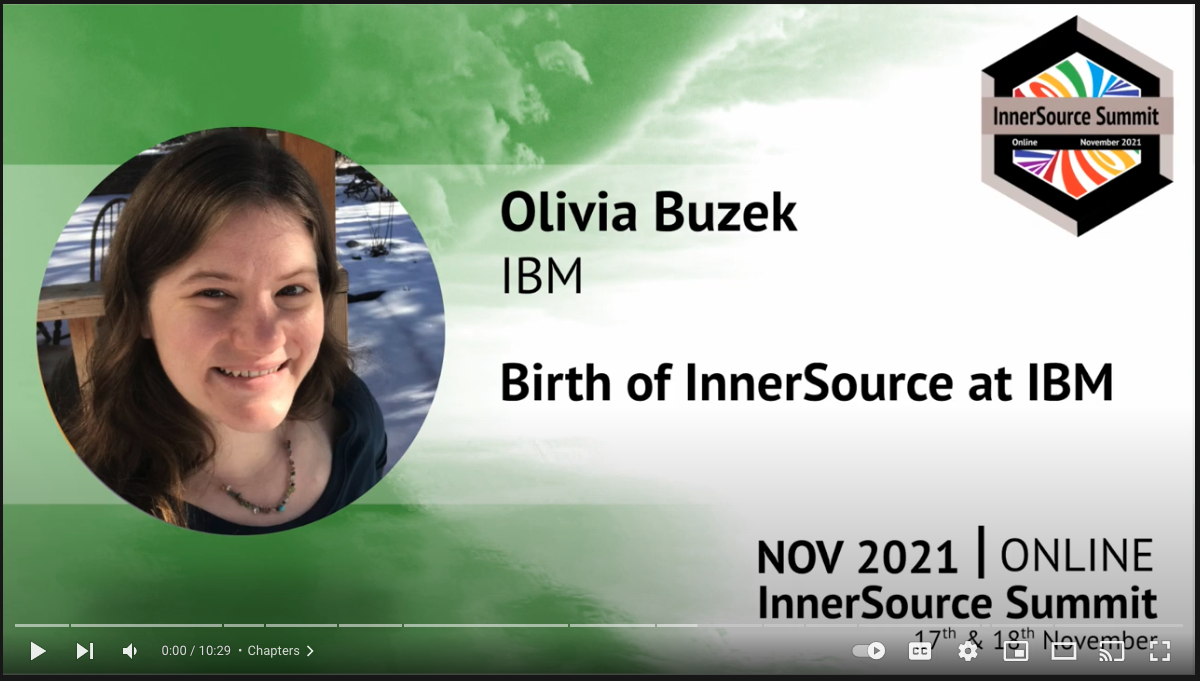 InnerSource Summit
Online November 2021
Olivia Buzek
IBM
Birth of InnerSource at IBM
NOV 2021 | ONLINE
InnerSource Summit
17th & 18th November
0:00 / 10:29 • Chapters
CC